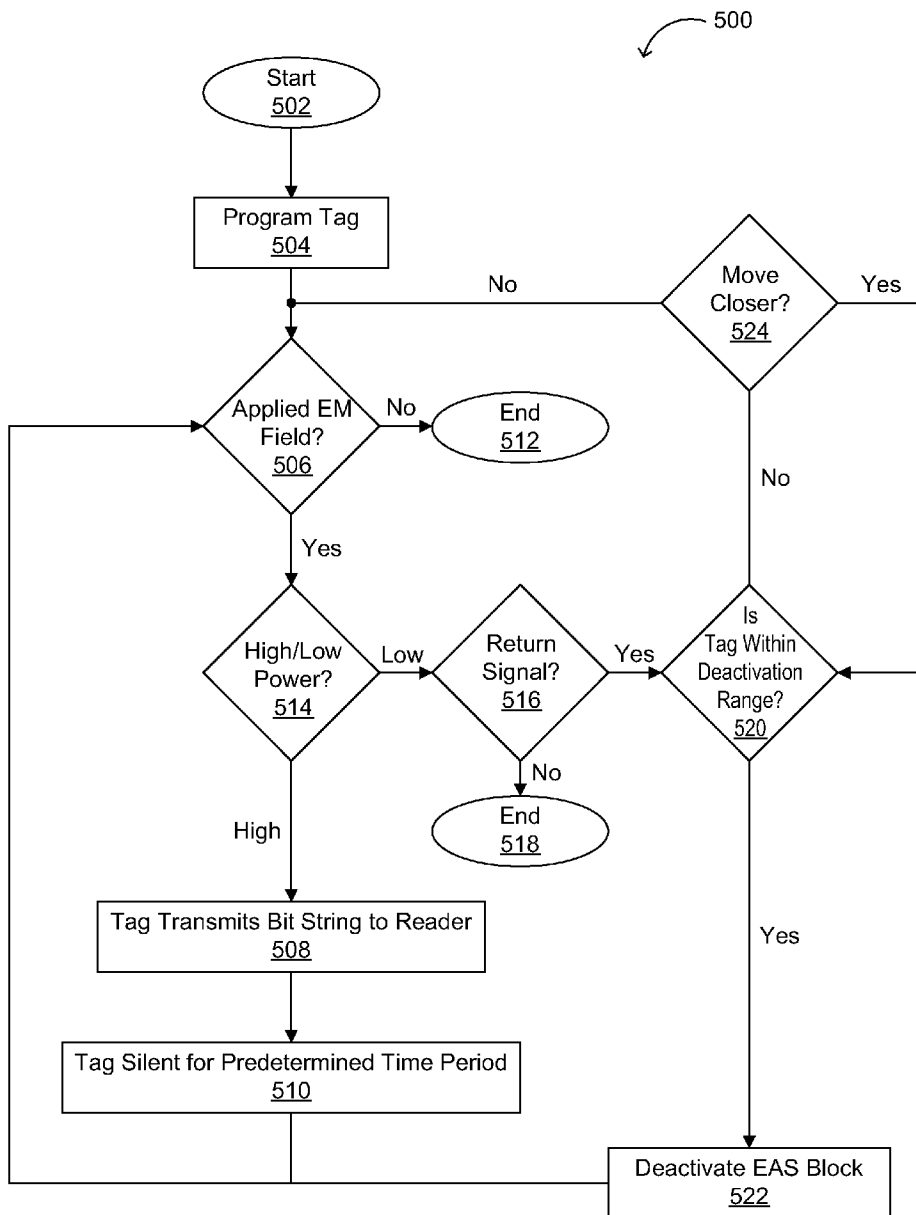 500
Start
502
Program Tag
504
No
Move
Closer?
524
Yes
Applied EM
Field?
506
No
End
512
No
Yes
High/Low
Power?
514
Low
Return
Signal?
516
Yes
Is
Tag Within
Deactivation
Range?
520
No
End
518
High
Tag Transmits Bit String to Reader
508
Yes
Tag Silent for Predetermined Time Period
510
Deactivate EAS Block
522